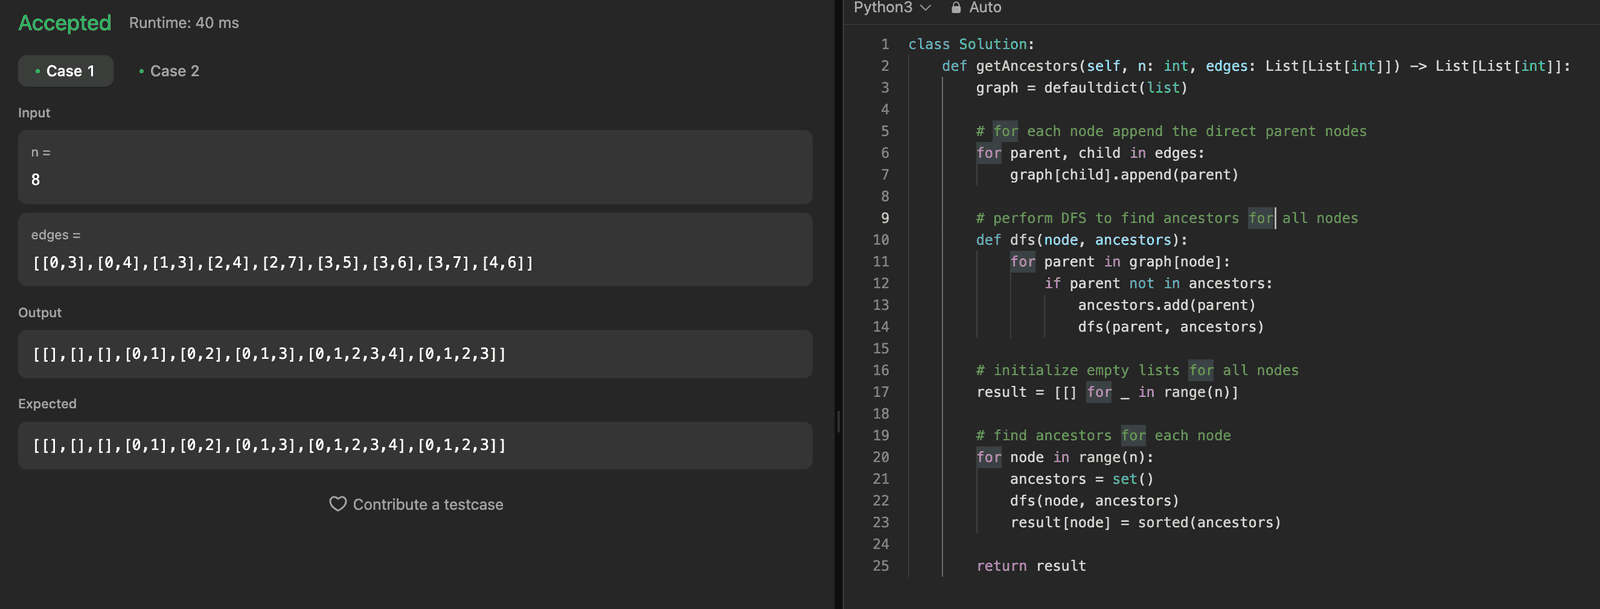 Accepted Runtime: 40 ms
Case 1 Case 2
Input
n =
8
edges =
[[0,3],[0,4],[1,3],[2,4],[2,7],[3,5],[3,6],[3,7],[4,6]]
Output
[[],[],[],[0,1],[0,2],[0,1,3],[0,1,2,3,4],[0,1,2,3]]
Expected
[[],[],[],[0,1],[0,2],[0,1,3],[0,1,2,3,4],[0,1,2,3]]
Contribute a testcase
Python3 Auto
1 class Solution:
2 def getAncestors(self, n: int, edges: List[List[int]]) -> List[List[int]]:
3 graph = defaultdict(list)
4
5 # for each node append the direct parent nodes
6 for parent, child in edges:
7 graph[child].append(parent)
8
9 # perform DFS to find ancestors for all nodes
10 def dfs(node, ancestors):
11 for parent in graph[node]:
12 if parent not in ancestors:
13 ancestors.add(parent)
14 dfs(parent, ancestors)
15
16 # initialize empty lists for all nodes
17 result = [[] for _ in range(n)]
18
19 # find ancestors for each node
20 for node in range(n):
21 ancestors = set()
22 dfs(node, ancestors)
23 result[node] = sorted(ancestors)
24
25 return result